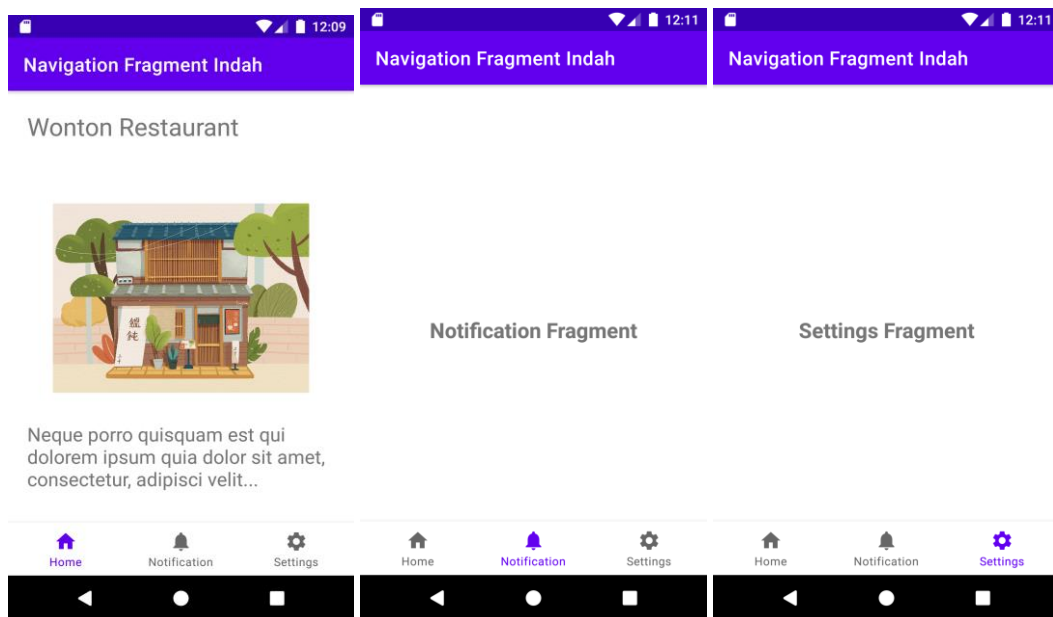 12:09
Navigation Fragment Indah
Wonton Restaurant
餛
飩
Neque porro quisquam est qui
dolorem ipsum quia dolor sit amet,
consectetur, adipisci velit...
Home
Notification
Settings
12:11
Navigation Fragment Indah
Notification Fragment
Home
Notification
Settings
12:11
Navigation Fragment Indah
Settings Fragment
Home
Notification
Settings